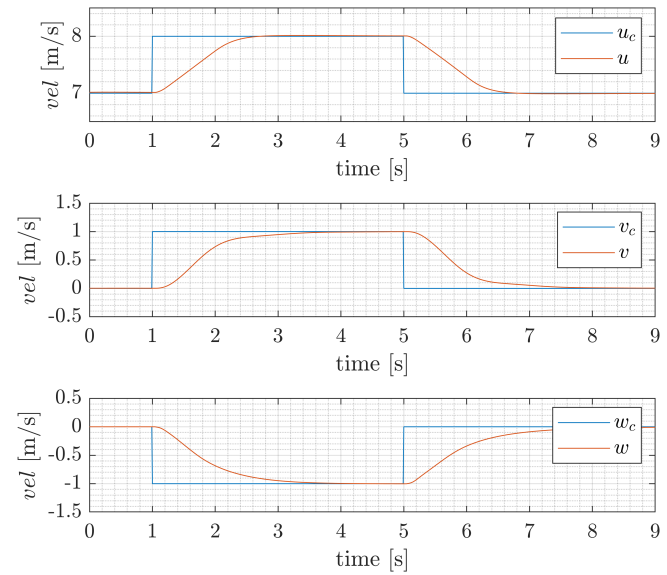 8
7
vel [m/s]
u_c
u
0 1 2 3 4 5 6 7 8 9
time [s]
1.5
1
0.5
0
-0.5
vel [m/s]
v_c
v
0 1 2 3 4 5 6 7 8 9
time [s]
0.5
0
-0.5
-1
-1.5
vel [m/s]
w_c
w
0 1 2 3 4 5 6 7 8 9
time [s]